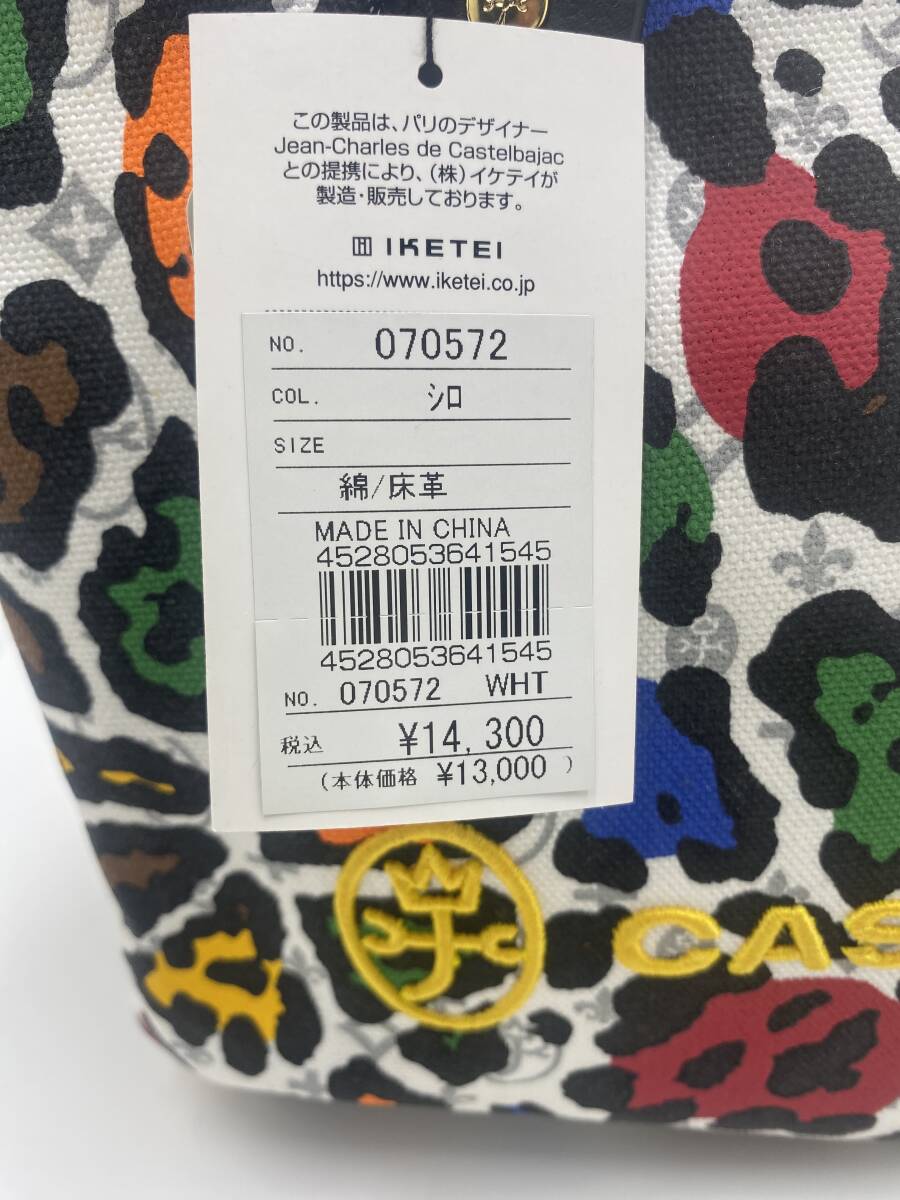 この製品は、パリのデザイナー
Jean-Charles de Castelbajac
との提携により、(株)イケテイが
製造・販売しております。
IKETEI
https://www.iketei.co.jp
NO. 070572
COL. シロ
SIZE
綿/床革
MADE IN CHINA
4528053641545
4528053641545
NO. 070572 WHT
税込 ¥14,300
(本体価格 ¥13,000 )
CAS